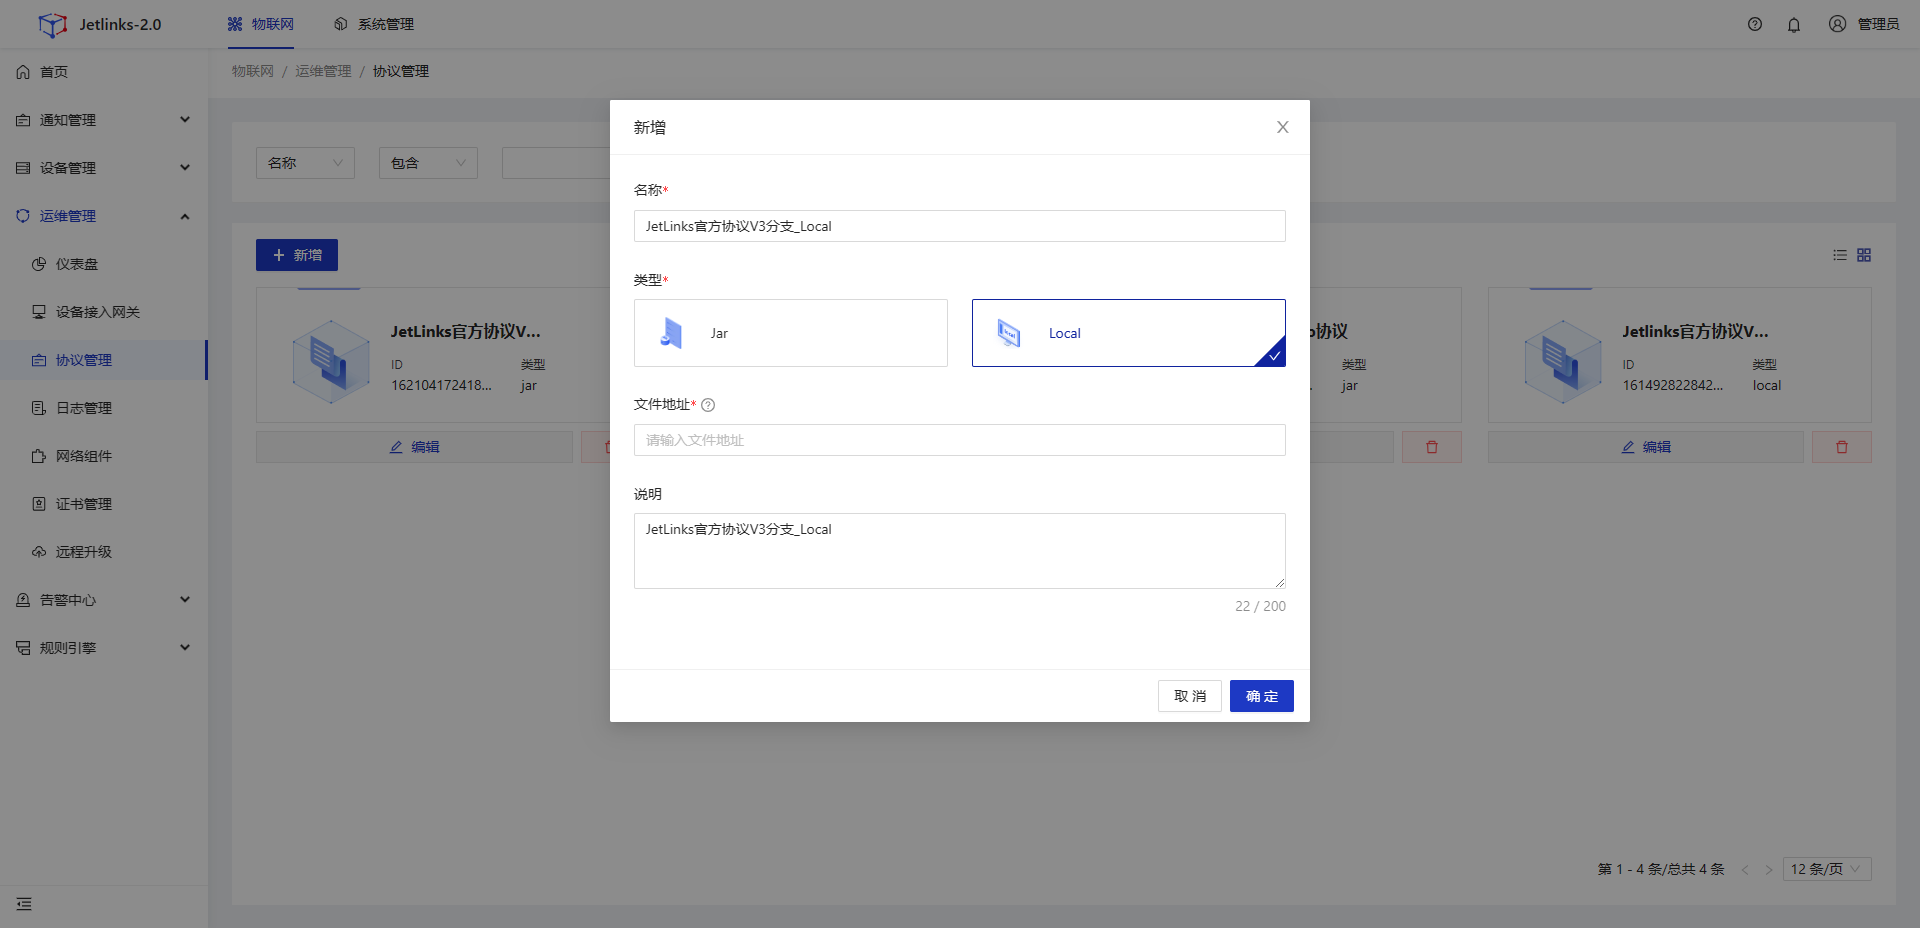 Jetlinks-2.0
物联网
系统管理
管理员
首页
通知管理
设备管理
运维管理
仪表盘
设备接入网关
协议管理
日志管理
网络组件
证书管理
远程升级
告警中心
规则引擎
物联网 / 运维管理 / 协议管理
名称
包含
新增
JetLinks官方协议V...
ID
类型
162104172418...
jar
编辑
协议
类型
jar
Jetlinks官方协议V...
ID
类型
161492822842...
local
编辑
第 1 - 4 条/总共 4 条
12 条/页
新增
名称*
JetLinks官方协议V3分支_Local
类型*
Jar
Local
文件地址*
请输入文件地址
说明
JetLinks官方协议V3分支_Local
22 / 200
取 消
确 定